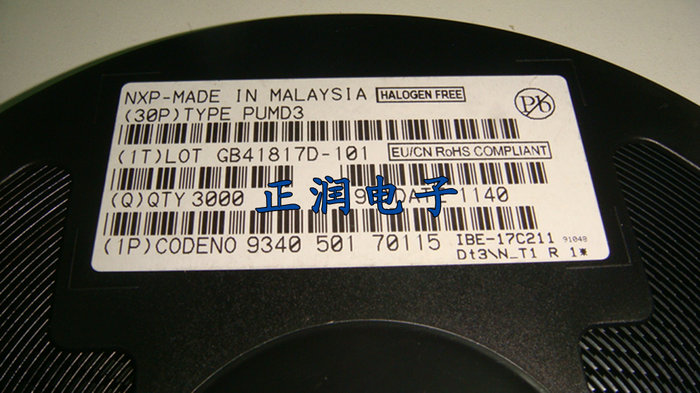 NXP-MADE IN MALAYSIA HALOGEN FREE
(30P)TYPE PUMD3
Pb
(1T)LOT GB41817D-101 EU/CN RoHS COMPLIANT
(Q)QTY 3000 1140
正润电子
(1P)CODENO 9340 501 70115 IBE-17C211 91048
Dt3\N_T1 R 1*